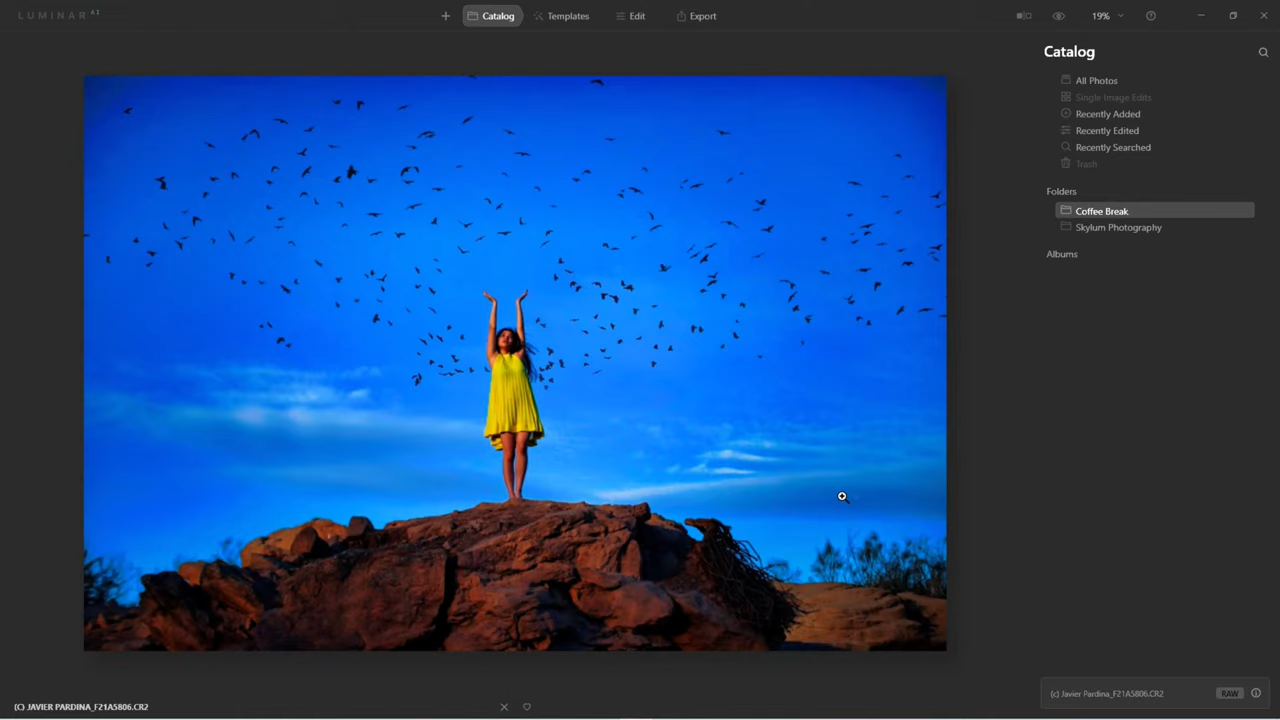 LUMINAR AI
Catalog
Templates
Edit
Export
19%
Catalog
All Photos
Single Image Edits
Recently Added
Recently Edited
Recently Searched
Trash
Folders
Coffee Break
Skylum Photography
Albums
(c) Javier Pardina_F21A5806.CR2
RAW
(C) JAVIER PARDINA_F21A5806.CR2